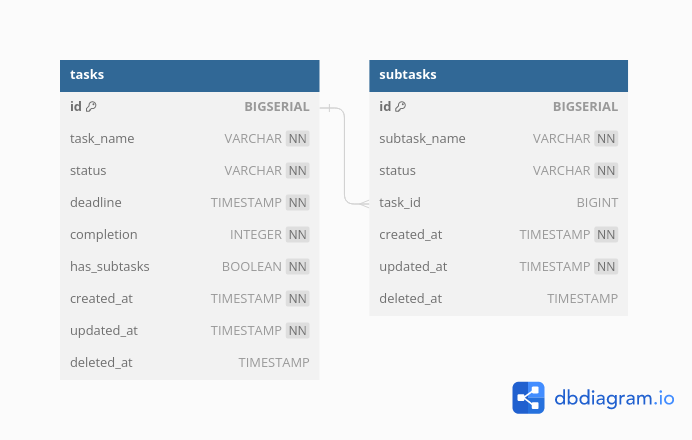 tasks
id BIGSERIAL
task_name VARCHAR NN
status VARCHAR NN
deadline TIMESTAMP NN
completion INTEGER NN
has_subtasks BOOLEAN NN
created_at TIMESTAMP NN
updated_at TIMESTAMP NN
deleted_at TIMESTAMP
subtasks
id BIGSERIAL
subtask_name VARCHAR NN
status VARCHAR NN
task_id BIGINT
created_at TIMESTAMP NN
updated_at TIMESTAMP NN
deleted_at TIMESTAMP
dbdiagram.io